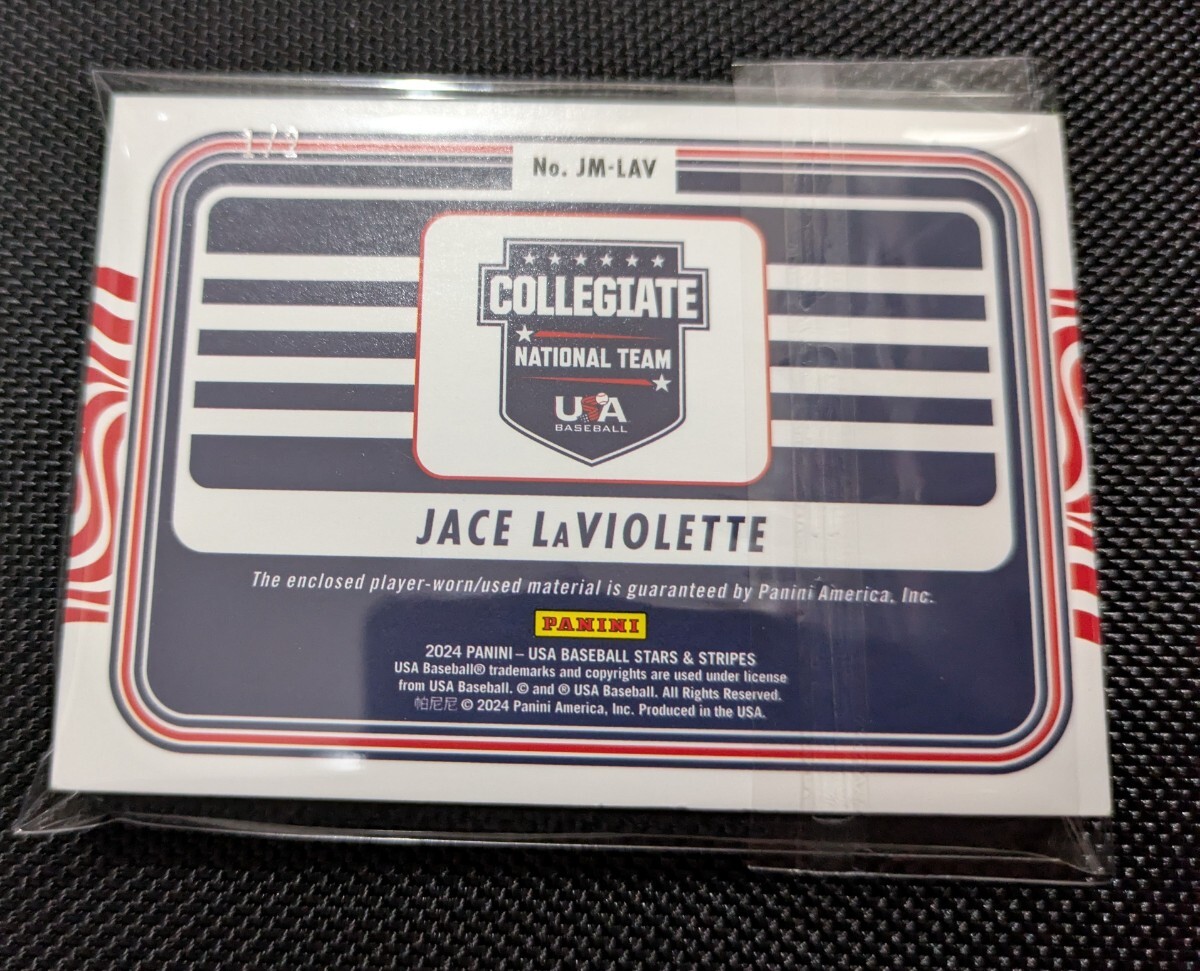 1/2
No. JM-LAV
COLLEGIATE
NATIONAL TEAM
USA
BASEBALL
JACE LaVIOLETTE
The enclosed player-worn/used material is guaranteed by Panini America, Inc.
PANINI
2024 PANINI – USA BASEBALL STARS & STRIPES
USA Baseball® trademarks and copyrights are used under license
from USA Baseball. © and ® USA Baseball. All Rights Reserved.
帕尼尼 © 2024 Panini America, Inc. Produced in the USA.